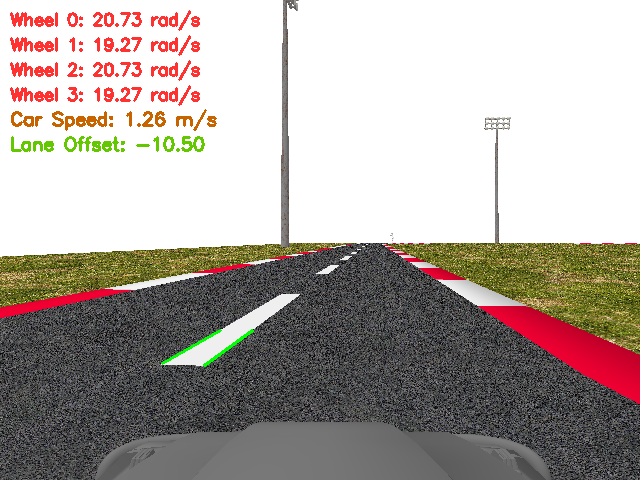 Wheel 0: 20.73 rad/s
Wheel 1: 19.27 rad/s
Wheel 2: 20.73 rad/s
Wheel 3: 19.27 rad/s
Car Speed: 1.26 m/s
Lane Offset: -10.50